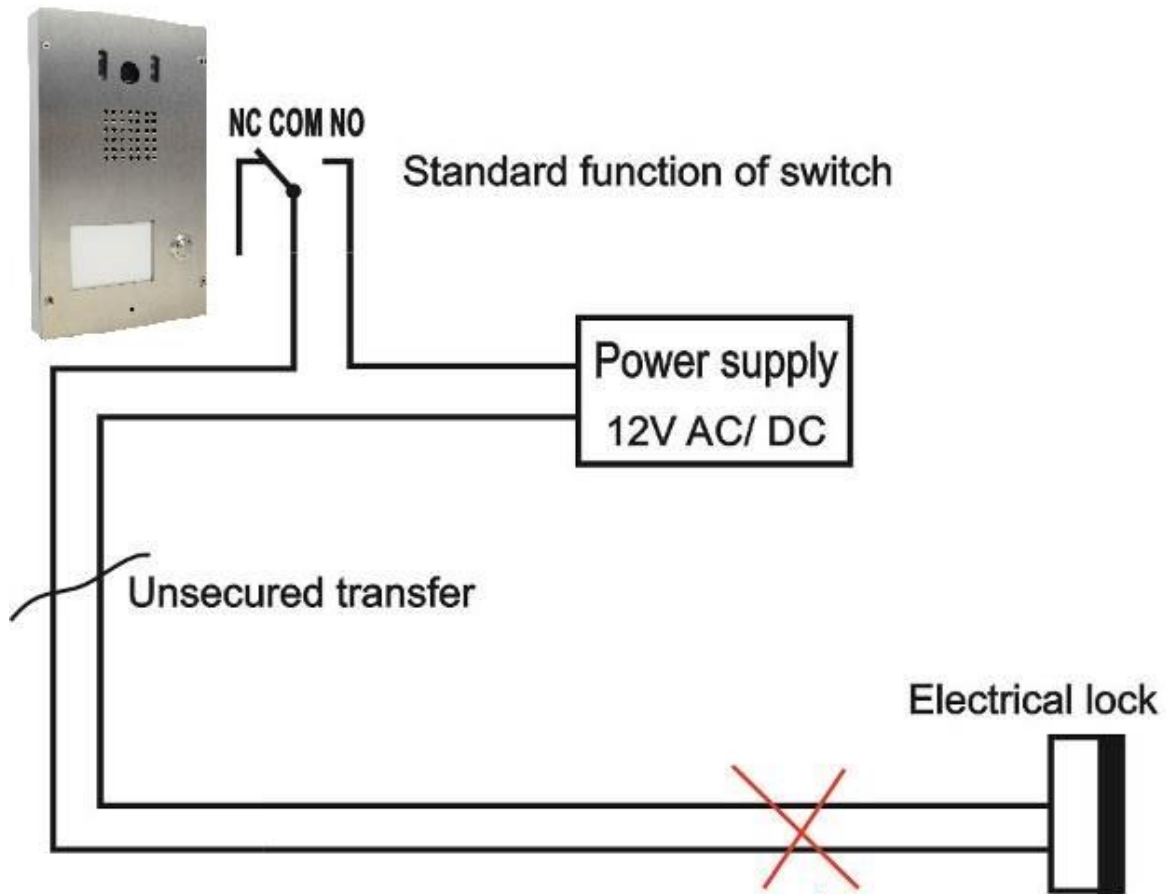 NC COM NO
Standard function of switch
Power supply
12V AC/ DC
Unsecured transfer
Electrical lock